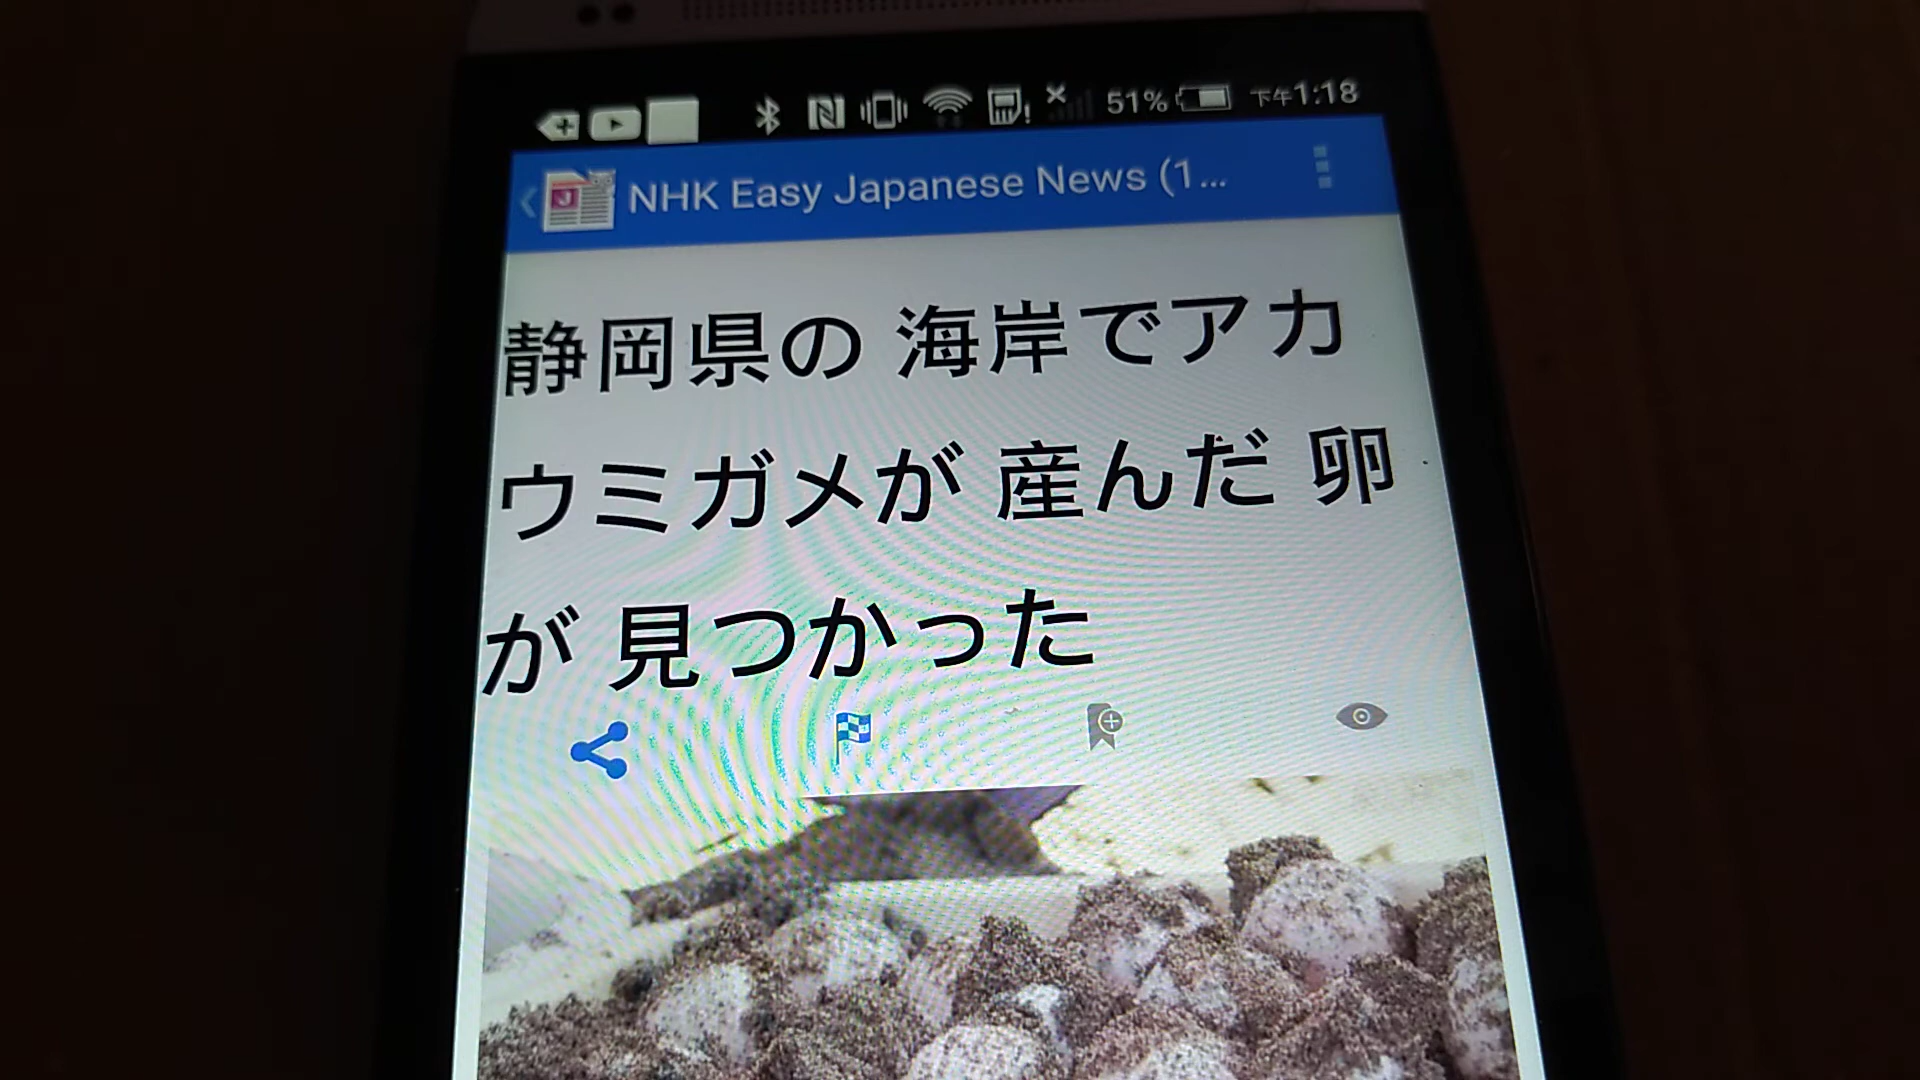 51% 下午1:18
NHK Easy Japanese News (1...
静岡県の 海岸でアカ
ウミガメが 産んだ 卵
が 見つかった